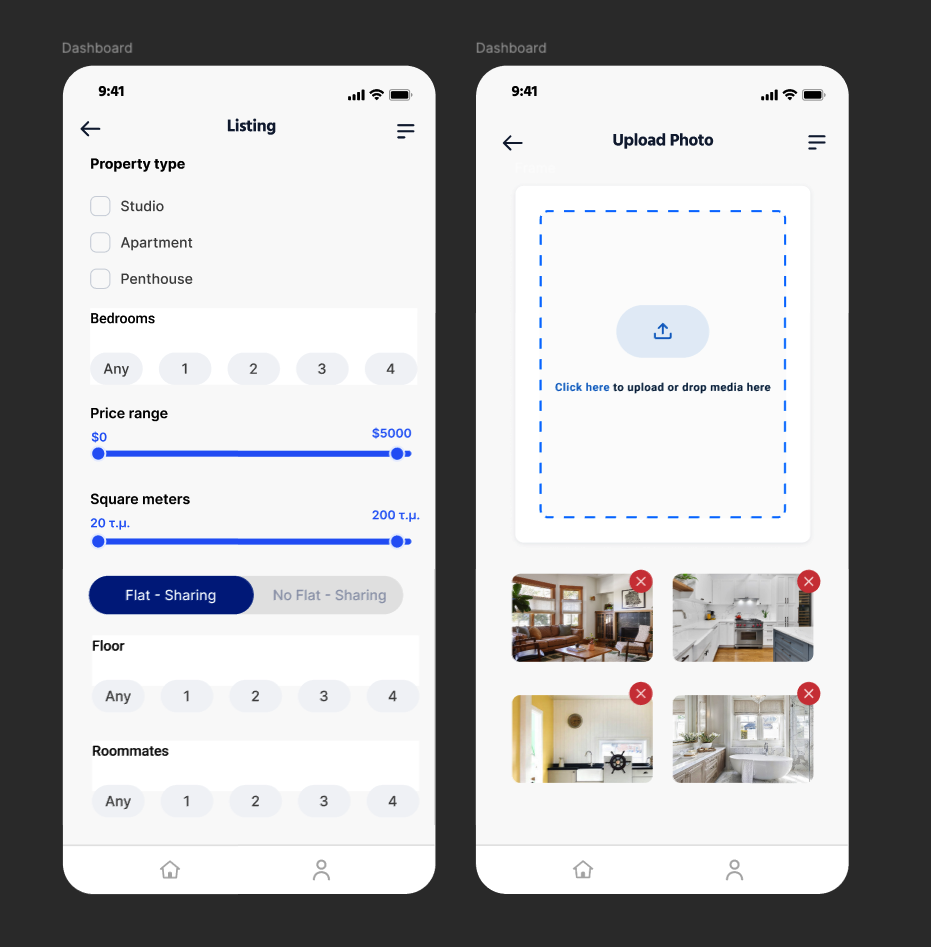 Dashboard
9:41
Listing
Property type
Studio
Apartment
Penthouse
Bedrooms
Any 1 2 3 4
Price range
$0 $5000
Square meters
20 τ.μ. 200 τ.μ.
Flat - Sharing No Flat - Sharing
Floor
Any 1 2 3 4
Roommates
Any 1 2 3 4
Dashboard
9:41
Upload Photo
Click here to upload or drop media here